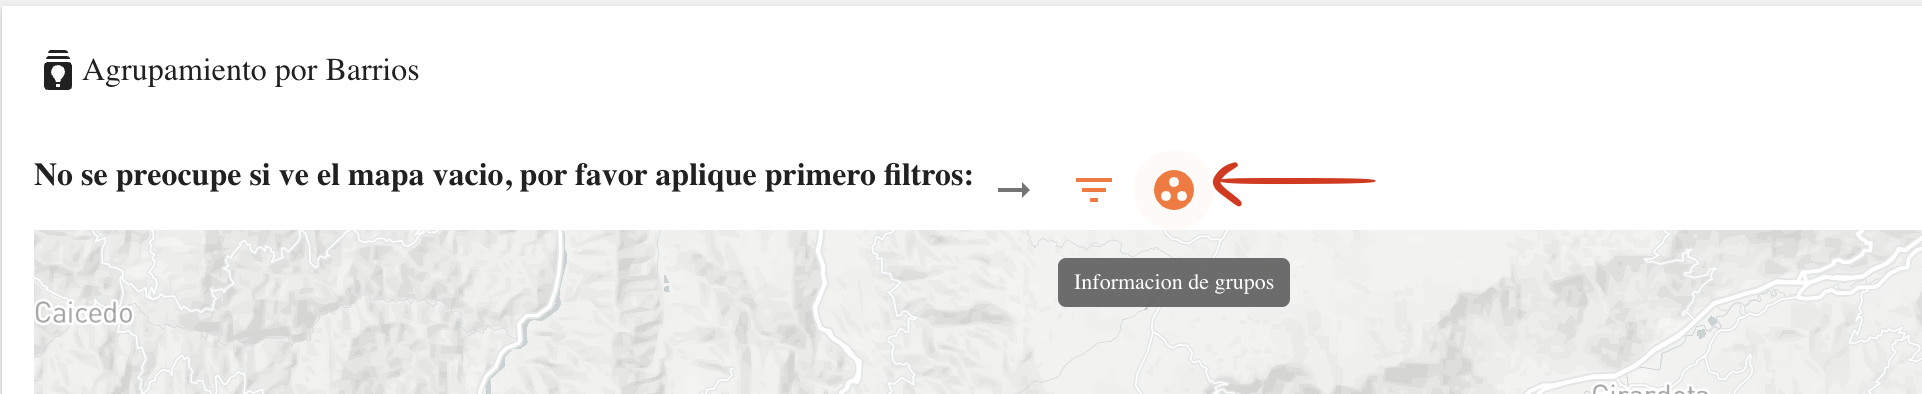 Agrupamiento por Barrios
No se preocupe si ve el mapa vacio, por favor aplique primero filtros:
Informacion de grupos
Caicedo
Girardota